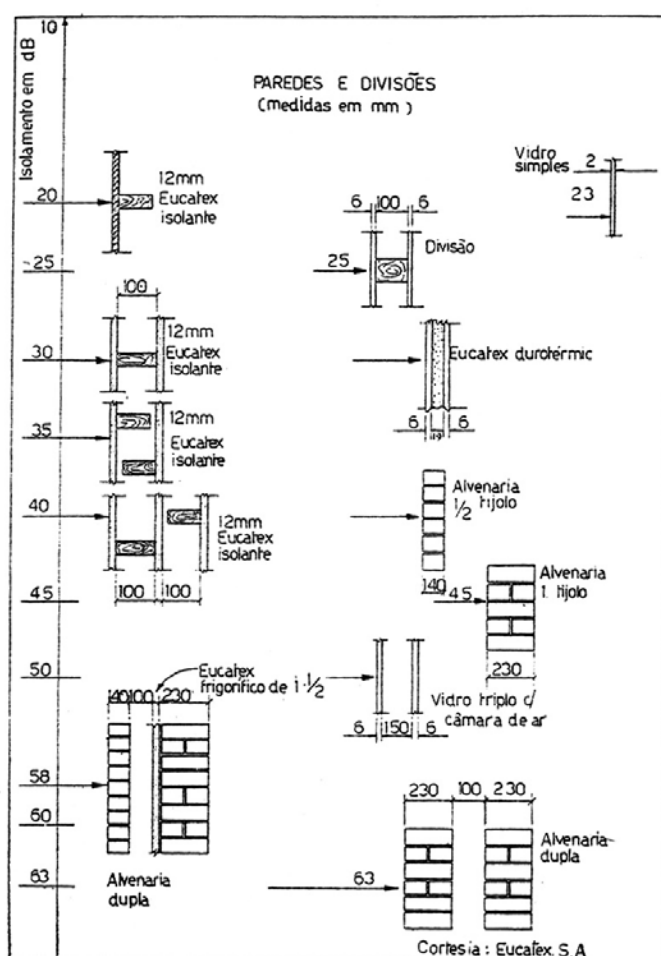 10
Isolamento em dB
PAREDES E DIVISÕES
(medidas em mm)
20
12mm
Eucatex
isolante
Vidro
simples
2
23
6 100 6
Divisão
25
25
100
30
12mm
Eucatex
isolante
Eucatex durotérmic
6 6
35
12mm
Eucatex
isolante
40
12mm
Eucatex
isolante
100 100
Alvenaria
1/2 tijolo
140
45
45
Alvenaria
1 tijolo
230
50
Eucatex
frigorífico de 1·1/2
140 100 230
Vidro triplo c/
câmara de ar
6 150 6
58
60
230 100 230
Alvenaria
dupla
63
Alvenaria
dupla
63
Cortesia: Eucatex. S.A